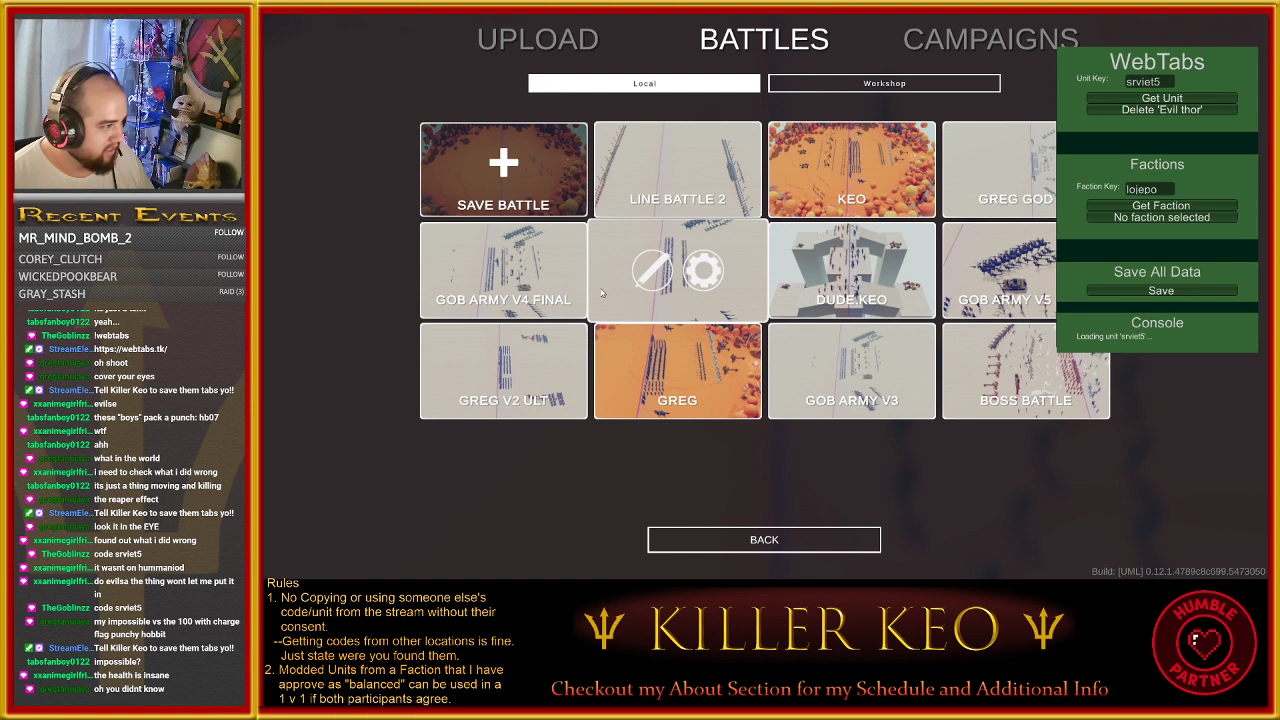 UPLOAD
BATTLES
CAMPAIGNS
Local
Workshop
SAVE BATTLE
LINE BATTLE 2
KEO
GREG GOD
GOB ARMY V4 FINAL
DUDE.KEO
GOB ARMY V5
GREG V2 ULT
GREG
GOB ARMY V3
BOSS BATTLE
BACK
WebTabs
Unit Key: srviet5
Get Unit
Delete 'Evil thor'
Factions
Faction Key: lojepo
Get Faction
No faction selected
Save All Data
Save
Console
Loading unit 'srviet5'...
Build: [UML] 0.12.1.4789c8c699.5473050
RECENT EVENTS
MR_MIND_BOMB_2 FOLLOW
COREY_CLUTCH FOLLOW
WICKEDPOOKBEAR FOLLOW
GRAY_STASH RAID (3)
tabsfanboy0122 yeah...
TheGoblinzz !webtabs
StreamEle... https://webtabs.tk/
oh shoot
cover your eyes
StreamEle... Tell Killer Keo to save them tabs yo!!
xxanimegirlfri... evilse
tabsfanboy0122 these "boys" pack a punch: hb07
xxanimegirlfri... wtf
tabsfanboy0122 ahh
what in the world
xxanimegirlfri... i need to check what i did wrong
tabsfanboy0122 its just a thing moving and killing
the reaper effect
StreamEle... Tell Killer Keo to save them tabs yo!!
look it in the EYE
xxanimegirlfri... found out what i did wrong
TheGoblinzz code srviet5
xxanimegirlfri... it wasnt on hummaniod
xxanimegirlfri... do evilsa the thing wont let me put it
in
TheGoblinzz code srviet5
my impossible vs the 100 with charge
flag punchy hobbit
StreamEle... Tell Killer Keo to save them tabs yo!!
tabsfanboy0122 impossible?
xxanimegirlfri... the health is insane
oh you didnt know
Rules
1. No Copying or using someone else's
code/unit from the stream without their
consent.
--Getting codes from other locations is fine.
Just state were you found them.
2. Modded Units from a Faction that I have
approve as "balanced" can be used in a
1 v 1 if both participants agree.
KILLER KEO
Checkout my About Section for my Schedule and Additional Info
HUMBLE
PARTNER